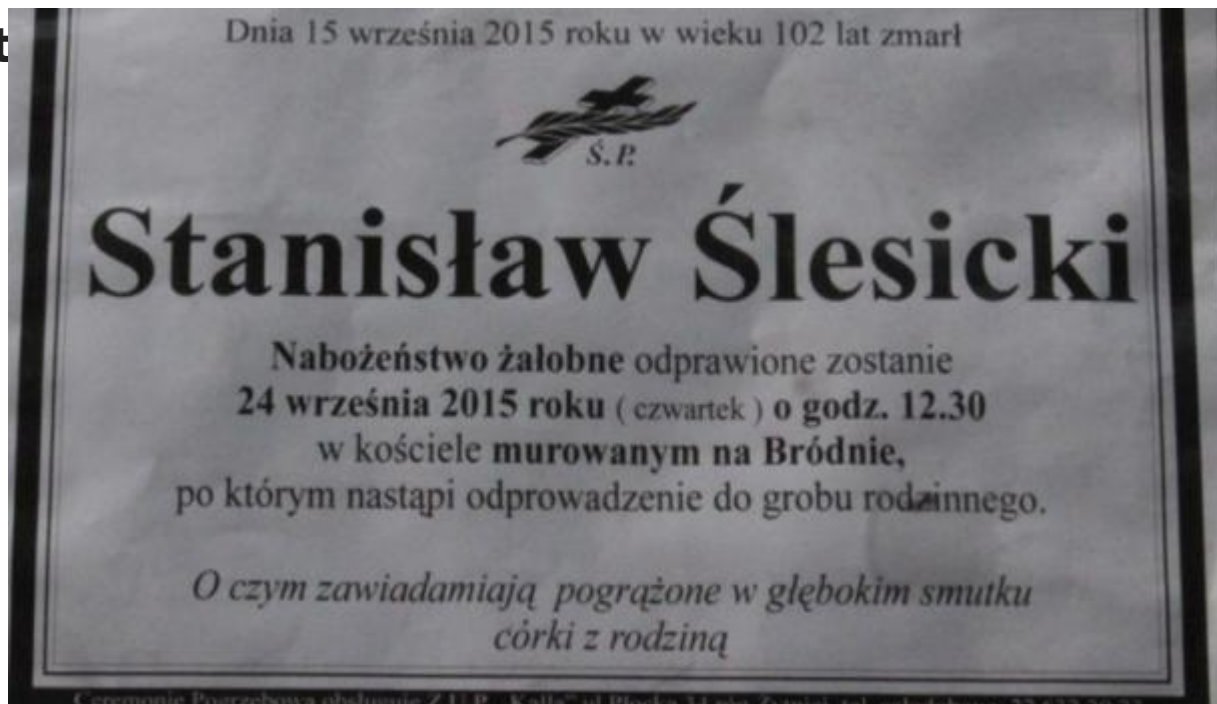 t
Dnia 15 września 2015 roku w wieku 102 lat zmarł
Ś.P.
Stanisław Ślesicki
Nabożeństwo żałobne odprawione zostanie
24 września 2015 roku ( czwartek ) o godz. 12.30
w kościele murowanym na Bródnie,
po którym nastąpi odprowadzenie do grobu rodzinnego.
O czym zawiadamiają pogrążone w głębokim smutku
córki z rodziną